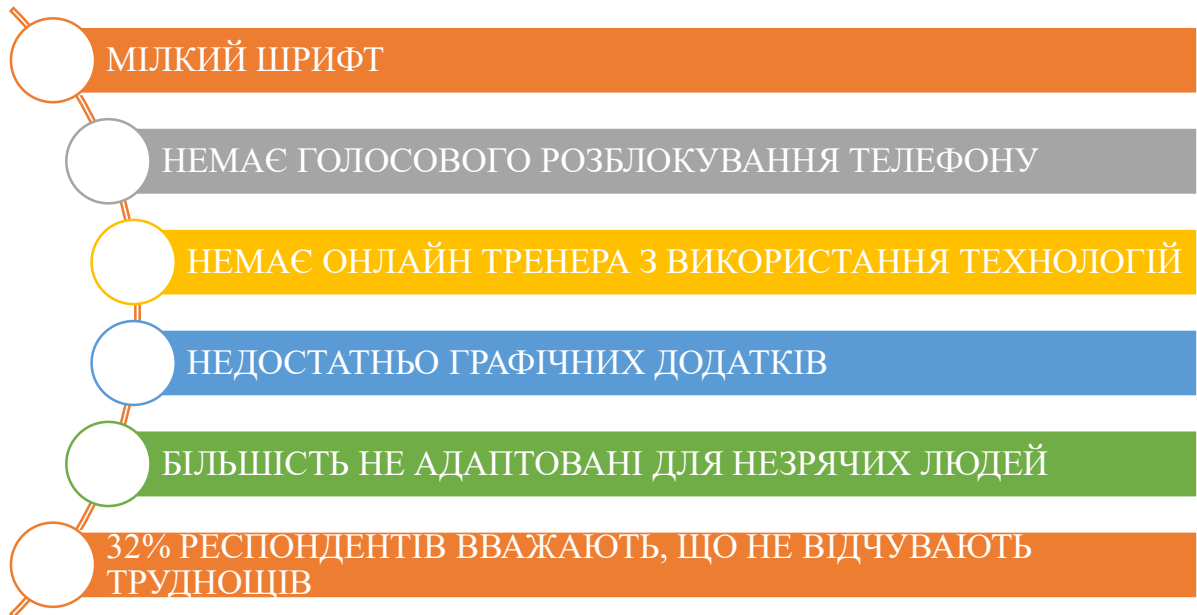 МІЛКИЙ ШРИФТ
НЕМАЄ ГОЛОСОВОГО РОЗБЛОКУВАННЯ ТЕЛЕФОНУ
НЕМАЄ ОНЛАЙН ТРЕНЕРА З ВИКОРИСТАННЯ ТЕХНОЛОГІЙ
НЕДОСТАТНЬО ГРАФІЧНИХ ДОДАТКІВ
БІЛЬШІСТЬ НЕ АДАПТОВАНІ ДЛЯ НЕЗРЯЧИХ ЛЮДЕЙ
32% РЕСПОНДЕНТІВ ВВАЖАЮТЬ, ЩО НЕ ВІДЧУВАЮТЬ
ТРУДНОЩІВ